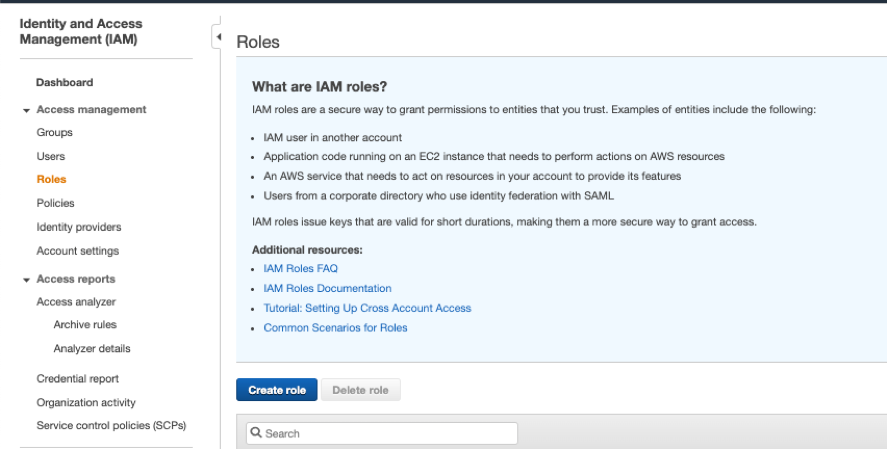 Identity and Access
Management (IAM)
Dashboard
Access management
Groups
Users
Roles
Policies
Identity providers
Account settings
Access reports
Access analyzer
Archive rules
Analyzer details
Credential report
Organization activity
Service control policies (SCPs)
Roles
What are IAM roles?
IAM roles are a secure way to grant permissions to entities that you trust. Examples of entities include the following:
IAM user in another account
Application code running on an EC2 instance that needs to perform actions on AWS resources
An AWS service that needs to act on resources in your account to provide its features
Users from a corporate directory who use identity federation with SAML
IAM roles issue keys that are valid for short durations, making them a more secure way to grant access.
Additional resources:
IAM Roles FAQ
IAM Roles Documentation
Tutorial: Setting Up Cross Account Access
Common Scenarios for Roles
Create role
Delete role
Search